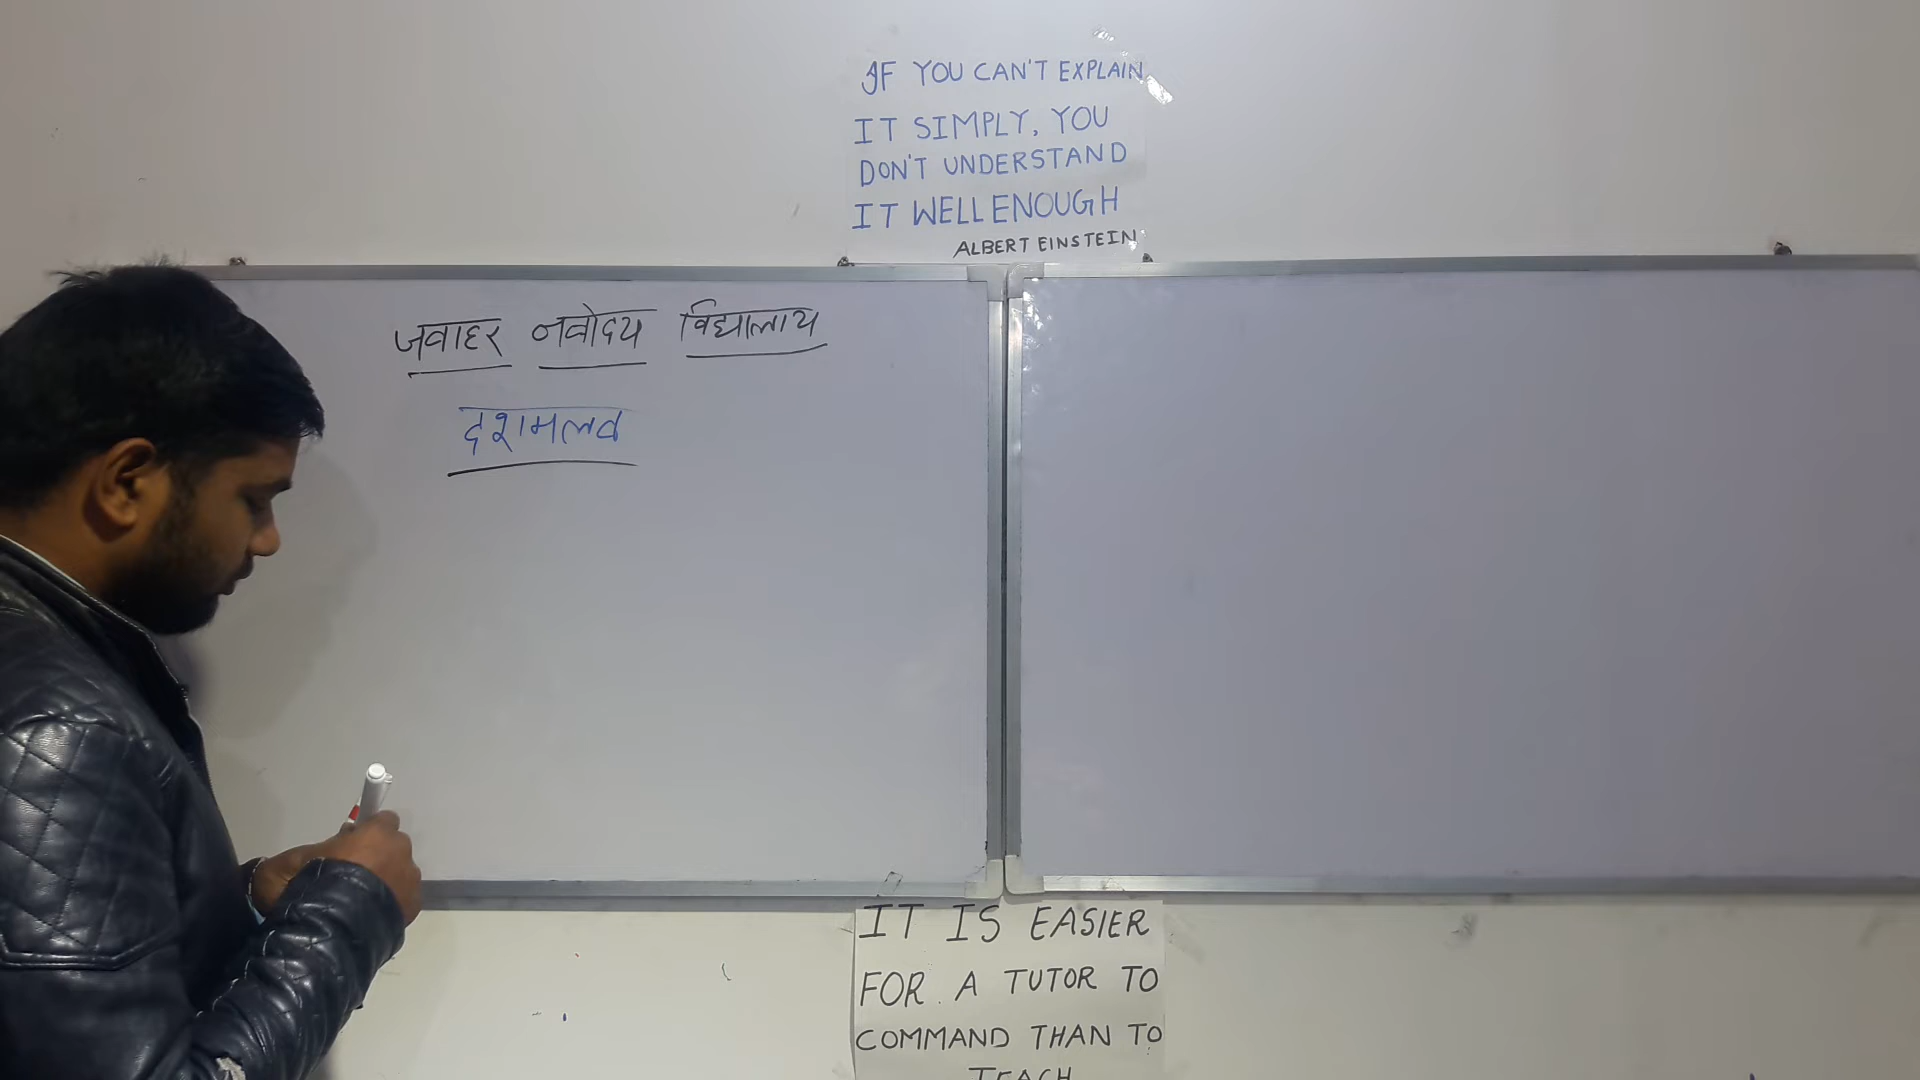 IF YOU CAN'T EXPLAIN
IT SIMPLY, YOU
DON'T UNDERSTAND
IT WELL ENOUGH
ALBERT EINSTEIN
जवाहर नवोदय विद्यालाय
दशमलव
IT IS EASIER
FOR A TUTOR TO
COMMAND THAN TO
TEACH